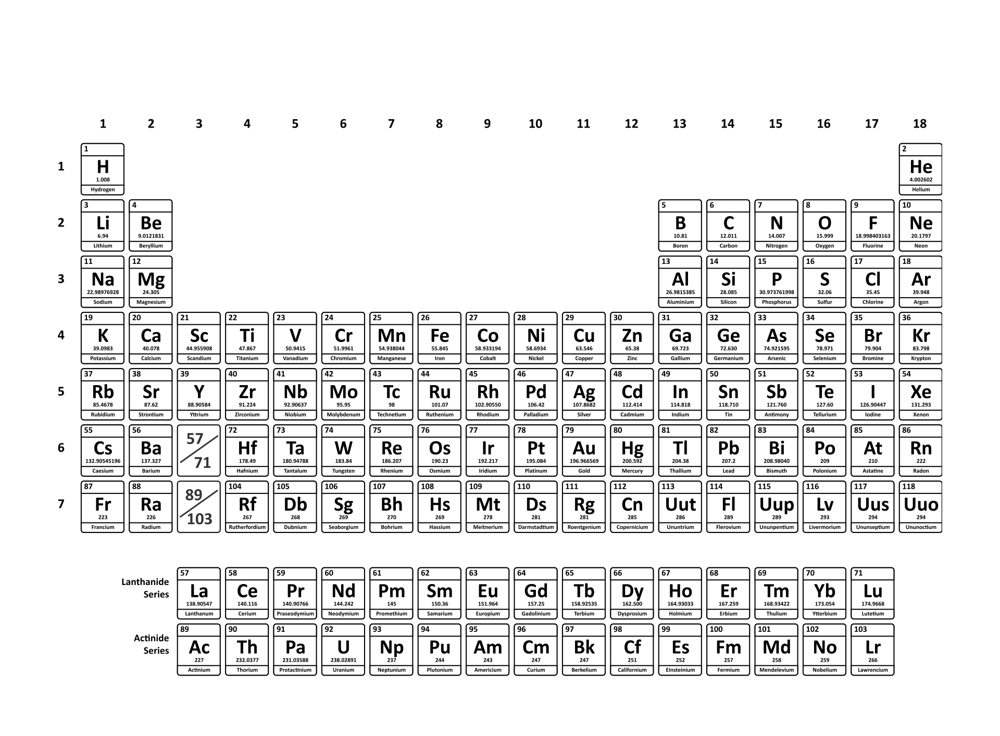 1 2 3 4 5 6 7 8 9 10 11 12 13 14 15 16 17 18
1 2
1 H He
1.008 4.002602
Hydrogen Helium
3 4 5 6 7 8 9 10
2 Li Be B C N O F Ne
6.94 9.0121831 10.81 12.011 14.007 15.999 18.998403163 20.1797
Lithium Beryllium Boron Carbon Nitrogen Oxygen Fluorine Neon
11 12 13 14 15 16 17 18
3 Na Mg Al Si P S Cl Ar
22.98976928 24.305 26.9815385 28.085 30.973761998 32.06 35.45 39.948
Sodium Magnesium Aluminium Silicon Phosphorus Sulfur Chlorine Argon
19 20 21 22 23 24 25 26 27 28 29 30 31 32 33 34 35 36
4 K Ca Sc Ti V Cr Mn Fe Co Ni Cu Zn Ga Ge As Se Br Kr
39.0983 40.078 44.955908 47.867 50.9415 51.9961 54.938044 55.845 58.933194 58.6934 63.546 65.38 69.723 72.630 74.921595 78.971 79.904 83.798
Potassium Calcium Scandium Titanium Vanadium Chromium Manganese Iron Cobalt Nickel Copper Zinc Gallium Germanium Arsenic Selenium Bromine Krypton
37 38 39 40 41 42 43 44 45 46 47 48 49 50 51 52 53 54
5 Rb Sr Y Zr Nb Mo Tc Ru Rh Pd Ag Cd In Sn Sb Te I Xe
85.4678 87.62 88.90584 91.224 92.90637 95.95 98 101.07 102.90550 106.42 107.8682 112.414 114.818 118.710 121.760 127.60 126.90447 131.293
Rubidium Strontium Yttrium Zirconium Niobium Molybdenum Technetium Ruthenium Rhodium Palladium Silver Cadmium Indium Tin Antimony Tellurium Iodine Xenon
55 56 57 72 73 74 75 76 77 78 79 80 81 82 83 84 85 86
6 Cs Ba Hf Ta W Re Os Ir Pt Au Hg Tl Pb Bi Po At Rn
132.90545196 137.327 71 178.49 180.94788 183.84 186.207 190.23 192.217 195.084 196.966569 200.592 204.38 207.2 208.98040 209 210 222
Caesium Barium Hafnium Tantalum Tungsten Rhenium Osmium Iridium Platinum Gold Mercury Thallium Lead Bismuth Polonium Astatine Radon
87 88 89 104 105 106 107 108 109 110 111 112 113 114 115 116 117 118
7 Fr Ra Rf Db Sg Bh Hs Mt Ds Rg Cn Uut Fl Uup Lv Uus Uuo
223 226 103 267 268 269 270 269 278 281 281 285 286 289 289 293 294 294
Francium Radium Rutherfordium Dubnium Seaborgium Bohrium Hassium Meitnerium Darmstadtium Roentgenium Copernicium Ununtrium Flerovium Ununpentium Livermorium Ununseptium Ununoctium
57 58 59 60 61 62 63 64 65 66 67 68 69 70 71
Lanthanide
Series
La Ce Pr Nd Pm Sm Eu Gd Tb Dy Ho Er Tm Yb Lu
138.90547 140.116 140.90766 144.242 145 150.36 151.964 157.25 158.92535 162.500 164.93033 167.259 168.93422 173.054 174.9668
Lanthanum Cerium Praseodymium Neodymium Promethium Samarium Europium Gadolinium Terbium Dysprosium Holmium Erbium Thulium Ytterbium Lutetium
89 90 91 92 93 94 95 96 97 98 99 100 101 102 103
Actinide
Series
Ac Th Pa U Np Pu Am Cm Bk Cf Es Fm Md No Lr
227 232.0377 231.03588 238.02891 237 244 243 247 247 251 252 257 258 259 266
Actinium Thorium Protactinium Uranium Neptunium Plutonium Americium Curium Berkelium Californium Einsteinium Fermium Mendelevium Nobelium Lawrencium